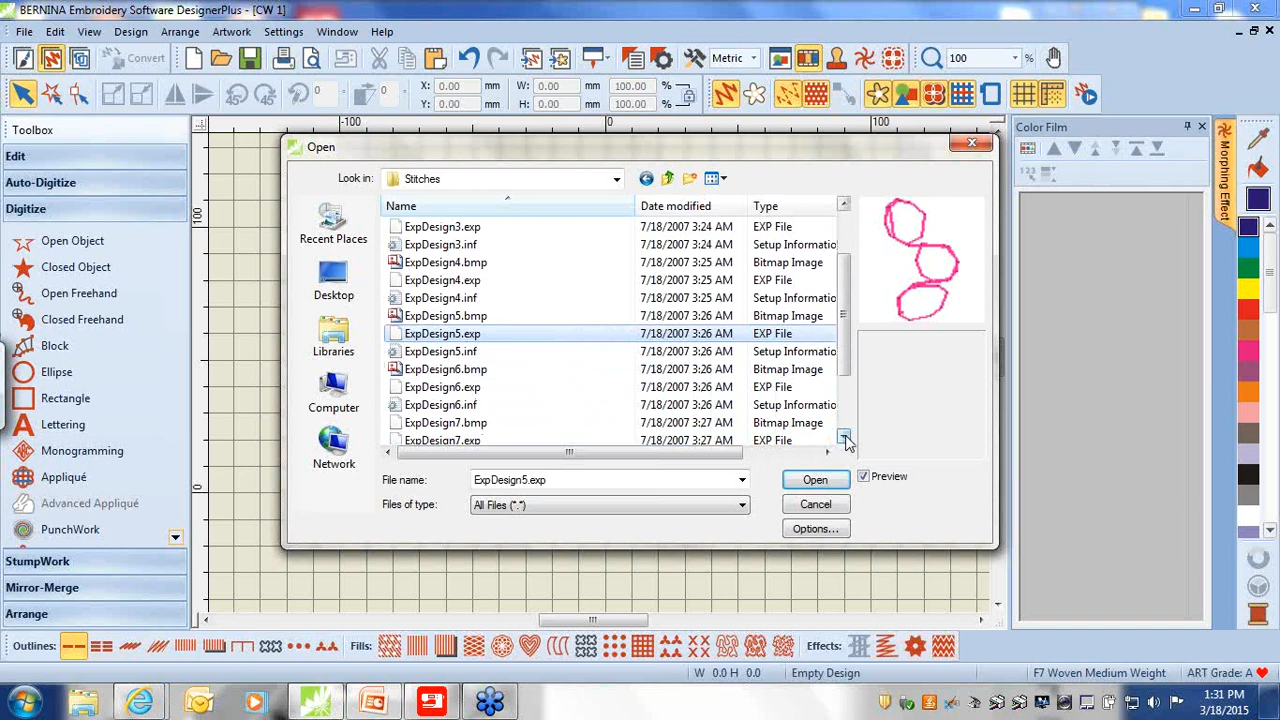 BERNINA Embroidery Software DesignerPlus - [CW 1]
File Edit View Design Arrange Artwork Settings Window Help
Convert Metric 100 %
X: 0.00 mm W: 0.00 mm 100.00 % 0
Y: 0.00 mm H: 0.00 mm 100.00 % 0
Toolbox
Edit
Auto-Digitize
Digitize
Open Object
Closed Object
Open Freehand
Closed Freehand
Block
Ellipse
Rectangle
Lettering
Monogramming
Appliqué
Advanced Appliqué
PunchWork
StumpWork
Mirror-Merge
Arrange
-100 0 100
100
0
Open
Look in: Stitches
Recent Places
Desktop
Libraries
Computer
Network
Name Date modified Type
ExpDesign3.exp 7/18/2007 3:24 AM EXP File
ExpDesign3.inf 7/18/2007 3:24 AM Setup Informatio
ExpDesign4.bmp 7/18/2007 3:25 AM Bitmap Image
ExpDesign4.exp 7/18/2007 3:25 AM EXP File
ExpDesign4.inf 7/18/2007 3:25 AM Setup Informatio
ExpDesign5.bmp 7/18/2007 3:26 AM Bitmap Image
ExpDesign5.exp 7/18/2007 3:26 AM EXP File
ExpDesign5.inf 7/18/2007 3:26 AM Setup Informatio
ExpDesign6.bmp 7/18/2007 3:26 AM Bitmap Image
ExpDesign6.exp 7/18/2007 3:26 AM EXP File
ExpDesign6.inf 7/18/2007 3:26 AM Setup Informatio
ExpDesign7.bmp 7/18/2007 3:27 AM Bitmap Image
ExpDesign7.exp 7/18/2007 3:27 AM EXP File
File name: ExpDesign5.exp Open Preview
Files of type: All Files (*.*) Cancel
Options...
Color Film
123
Morphing Effect
Outlines: Fills: Effects:
W 0.0 H 0.0 Empty Design F7 Woven Medium Weight ART Grade: A
1:31 PM
3/18/2015